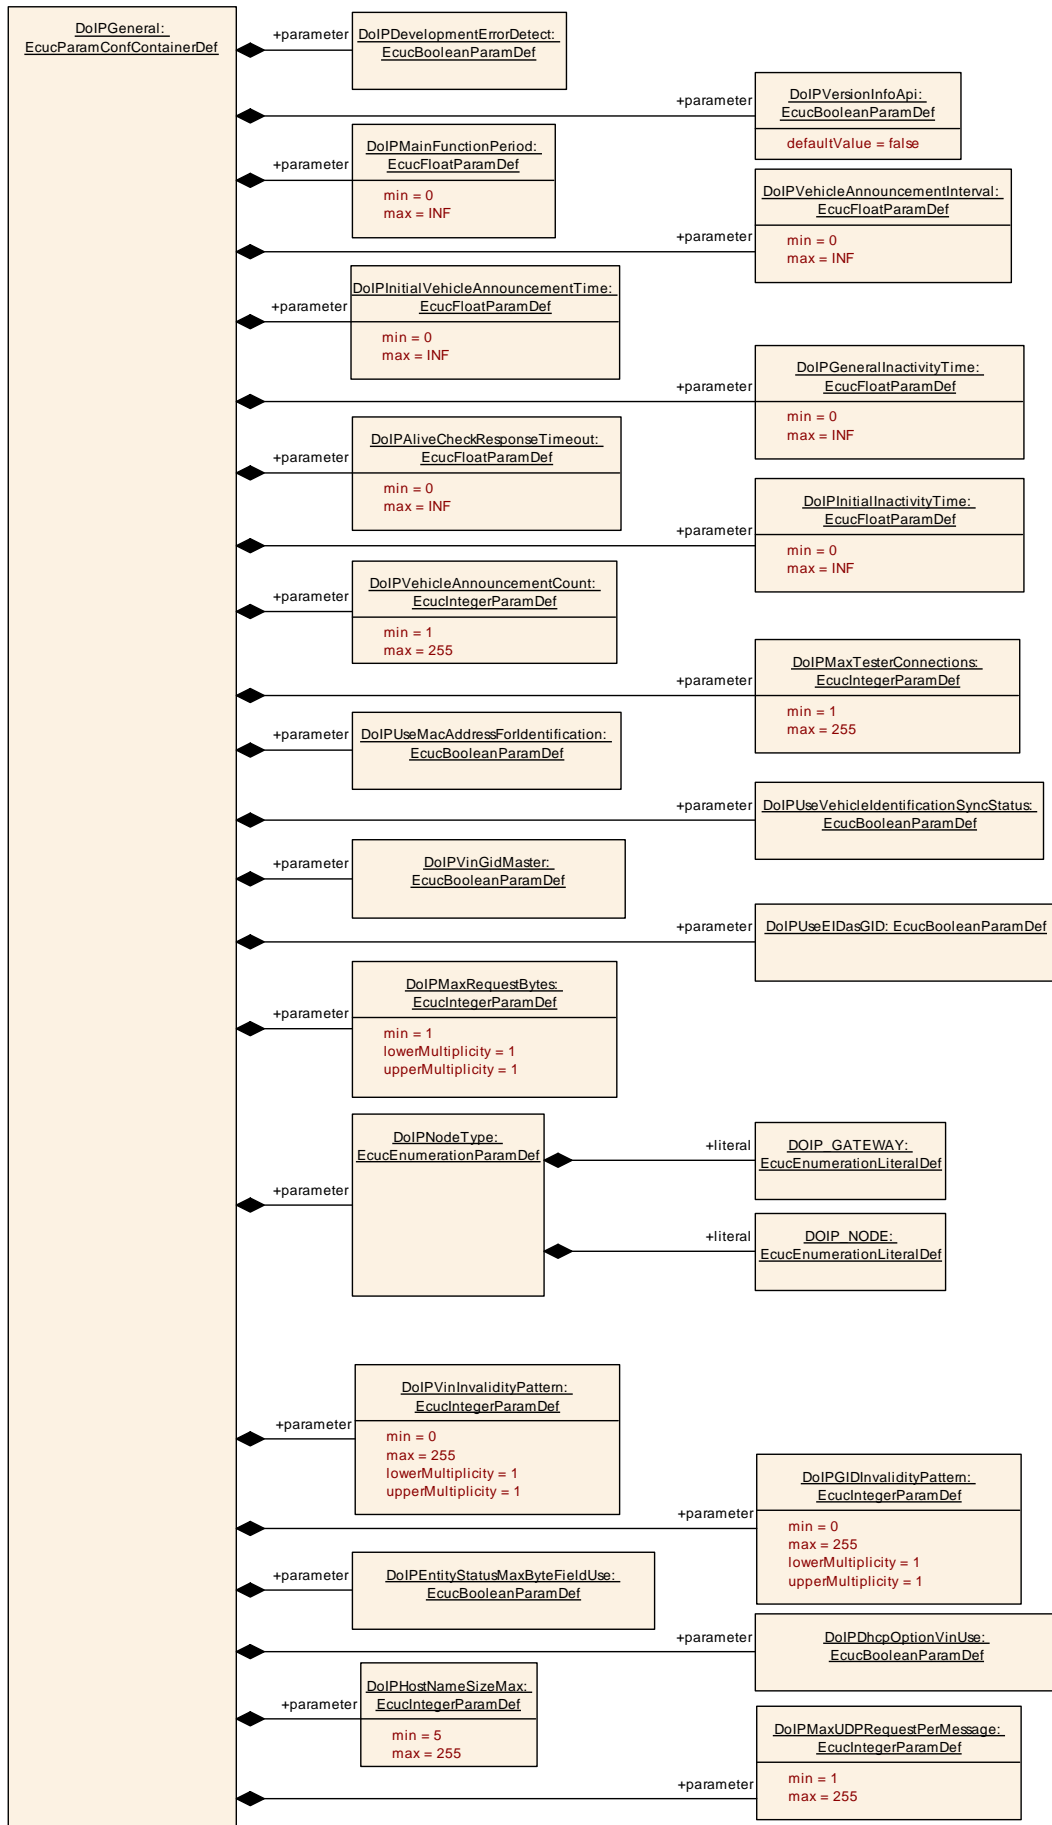 DoIPGeneral:
EcucParamConfContainerDef
+parameter
DoIPDevelopmentErrorDetect:
EcucBooleanParamDef
+parameter
DoIPVersionInfoApi:
EcucBooleanParamDef
defaultValue = false
+parameter
DoIPMainFunctionPeriod:
EcucFloatParamDef
min = 0
max = INF
+parameter
DoIPVehicleAnnouncementInterval:
EcucFloatParamDef
min = 0
max = INF
+parameter
DoIPInitialVehicleAnnouncementTime:
EcucFloatParamDef
min = 0
max = INF
+parameter
DoIPGeneralInactivityTime:
EcucFloatParamDef
min = 0
max = INF
+parameter
DoIPAliveCheckResponseTimeout:
EcucFloatParamDef
min = 0
max = INF
+parameter
DoIPInitialInactivityTime:
EcucFloatParamDef
min = 0
max = INF
+parameter
DoIPVehicleAnnouncementCount:
EcucIntegerParamDef
min = 1
max = 255
+parameter
DoIPMaxTesterConnections:
EcucIntegerParamDef
min = 1
max = 255
+parameter
DoIPUseMacAddressForIdentification:
EcucBooleanParamDef
+parameter
DoIPUseVehicleIdentificationSyncStatus:
EcucBooleanParamDef
+parameter
DoIPVinGidMaster:
EcucBooleanParamDef
+parameter
DoIPUseEIDasGID: EcucBooleanParamDef
+parameter
DoIPMaxRequestBytes:
EcucIntegerParamDef
min = 1
lowerMultiplicity = 1
upperMultiplicity = 1
+parameter
DoIPNodeType:
EcucEnumerationParamDef
+literal
DOIP_GATEWAY:
EcucEnumerationLiteralDef
+literal
DOIP_NODE:
EcucEnumerationLiteralDef
+parameter
DoIPVinInvalidityPattern:
EcucIntegerParamDef
min = 0
max = 255
lowerMultiplicity = 1
upperMultiplicity = 1
+parameter
DoIPGIDInvalidityPattern:
EcucIntegerParamDef
min = 0
max = 255
lowerMultiplicity = 1
upperMultiplicity = 1
+parameter
DoIPEntityStatusMaxByteFieldUse:
EcucBooleanParamDef
+parameter
DoIPDhcpOptionVinUse:
EcucBooleanParamDef
+parameter
DoIPHostNameSizeMax:
EcucIntegerParamDef
min = 5
max = 255
+parameter
DoIPMaxUDPRequestPerMessage:
EcucIntegerParamDef
min = 1
max = 255